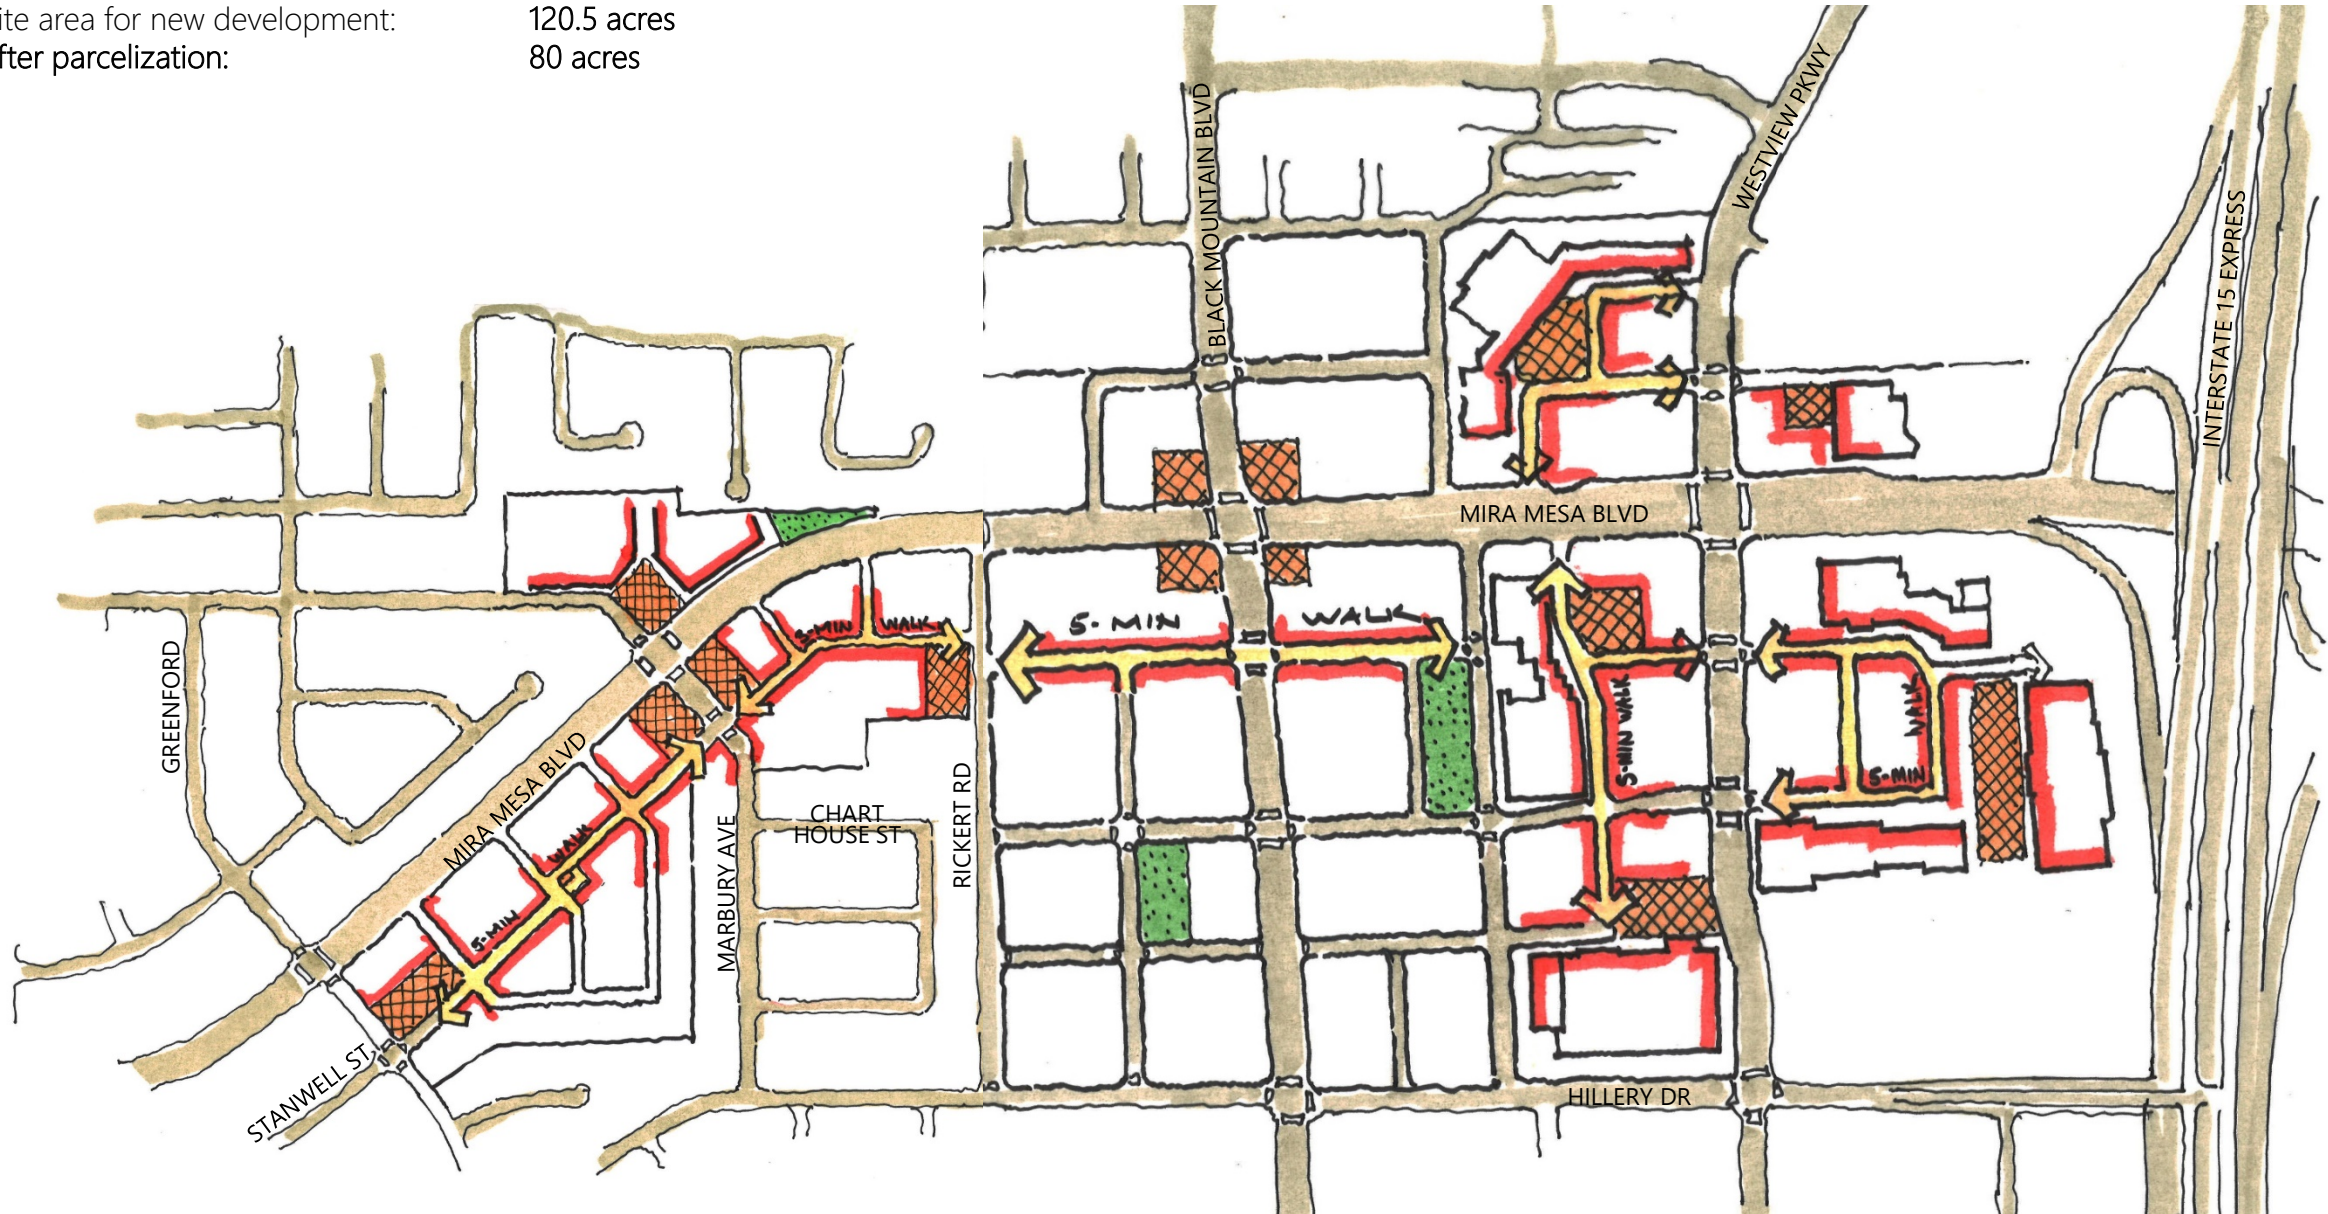 ite area for new development: 120.5 acres
fter parcelization: 80 acres
BLACK MOUNTAIN BLVD
WESTVIEW PKWY
INTERSTATE 15 EXPRESS
MIRA MESA BLVD
5-MIN WALK
5-MIN WALK
GREENFORD
5-MIN WALK
WALK
5-MIN
MIRA MESA BLVD
CHART
HOUSE ST
RICKERT RD
MARBURY AVE
WALK
5-MIN
STANWELL ST
HILLERY DR